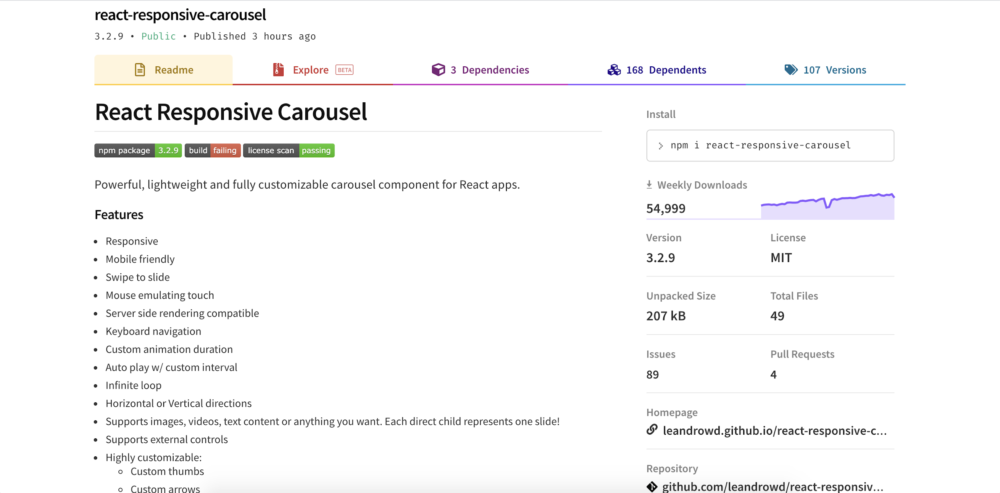 react-responsive-carousel
3.2.9 • Public • Published 3 hours ago
Readme
Explore BETA
3 Dependencies
168 Dependents
107 Versions
React Responsive Carousel
npm package 3.2.9 build failing license scan passing
Powerful, lightweight and fully customizable carousel component for React apps.
Features
• Responsive
• Mobile friendly
• Swipe to slide
• Mouse emulating touch
• Server side rendering compatible
• Keyboard navigation
• Custom animation duration
• Auto play w/ custom interval
• Infinite loop
• Horizontal or Vertical directions
• Supports images, videos, text content or anything you want. Each direct child represents one slide!
• Supports external controls
• Highly customizable:
◦ Custom thumbs
◦ Custom arrows
Install
> npm i react-responsive-carousel
Weekly Downloads
54,999
Version License
3.2.9 MIT
Unpacked Size Total Files
207 kB 49
Issues Pull Requests
89 4
Homepage
leandrowd.github.io/react-responsive-c...
Repository
github.com/leandrowd/react-responsiv...